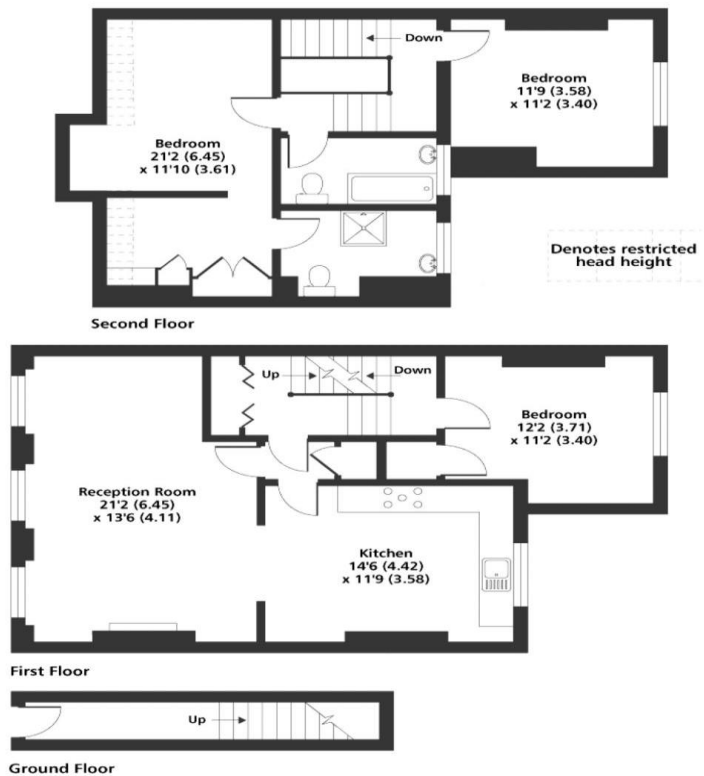 Down
Bedroom
11'9 (3.58)
x 11'2 (3.40)
Bedroom
21'2 (6.45)
x 11'10 (3.61)
Denotes restricted
head height
Second Floor
Up
Down
Bedroom
12'2 (3.71)
x 11'2 (3.40)
Reception Room
21'2 (6.45)
x 13'6 (4.11)
Kitchen
14'6 (4.42)
x 11'9 (3.58)
First Floor
Up
Ground Floor